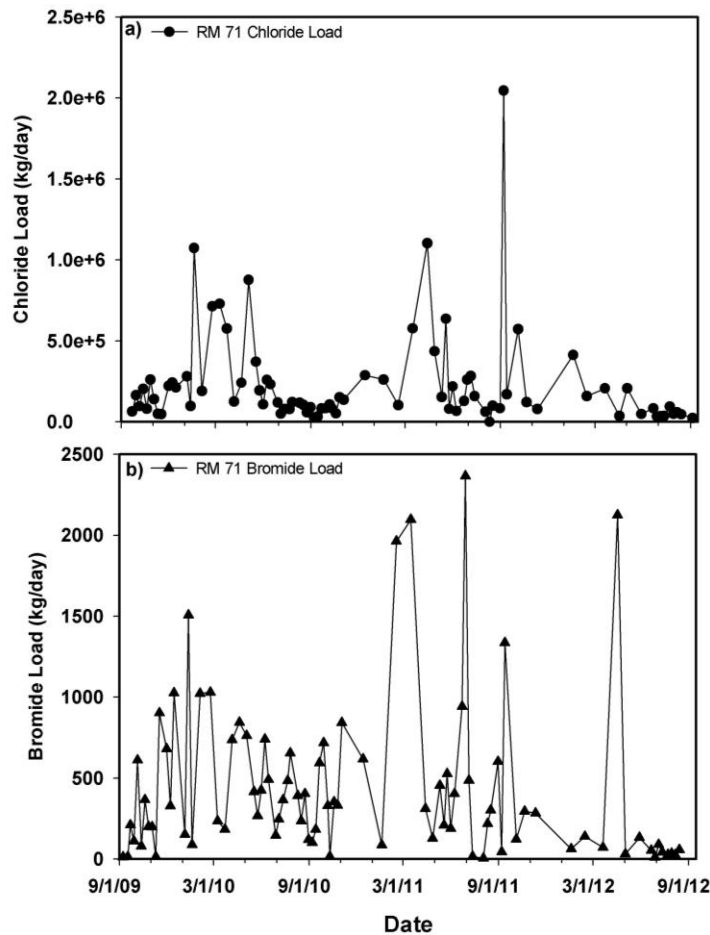 a)
RM 71 Chloride Load
2.5e+6
2.0e+6
1.5e+6
1.0e+6
5.0e+5
0.0
Chloride Load (kg/day)
b)
RM 71 Bromide Load
2500
2000
1500
1000
500
0
Bromide Load (kg/day)
9/1/09 3/1/10 9/1/10 3/1/11 9/1/11 3/1/12 9/1/12
Date